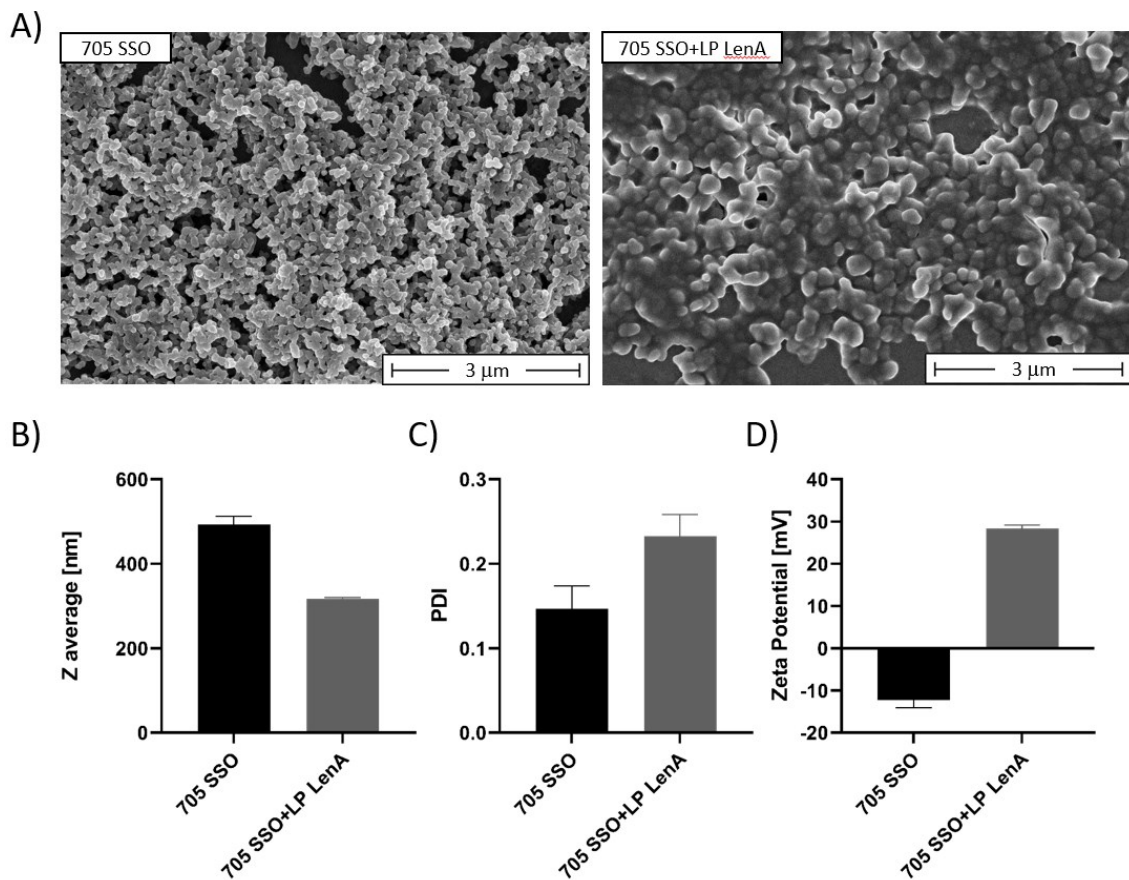 A)
705 SSO
705 SSO+LP LenA
3 µm
3 µm
B)
C)
D)
Z average [nm]
600
400
200
0
705 SSO
705 SSO+LP LenA
PDI
0.3
0.2
0.1
0.0
705 SSO
705 SSO+LP LenA
Zeta Potential [mV]
40
30
20
10
0
-10
-20
705 SSO
705 SSO+LP LenA